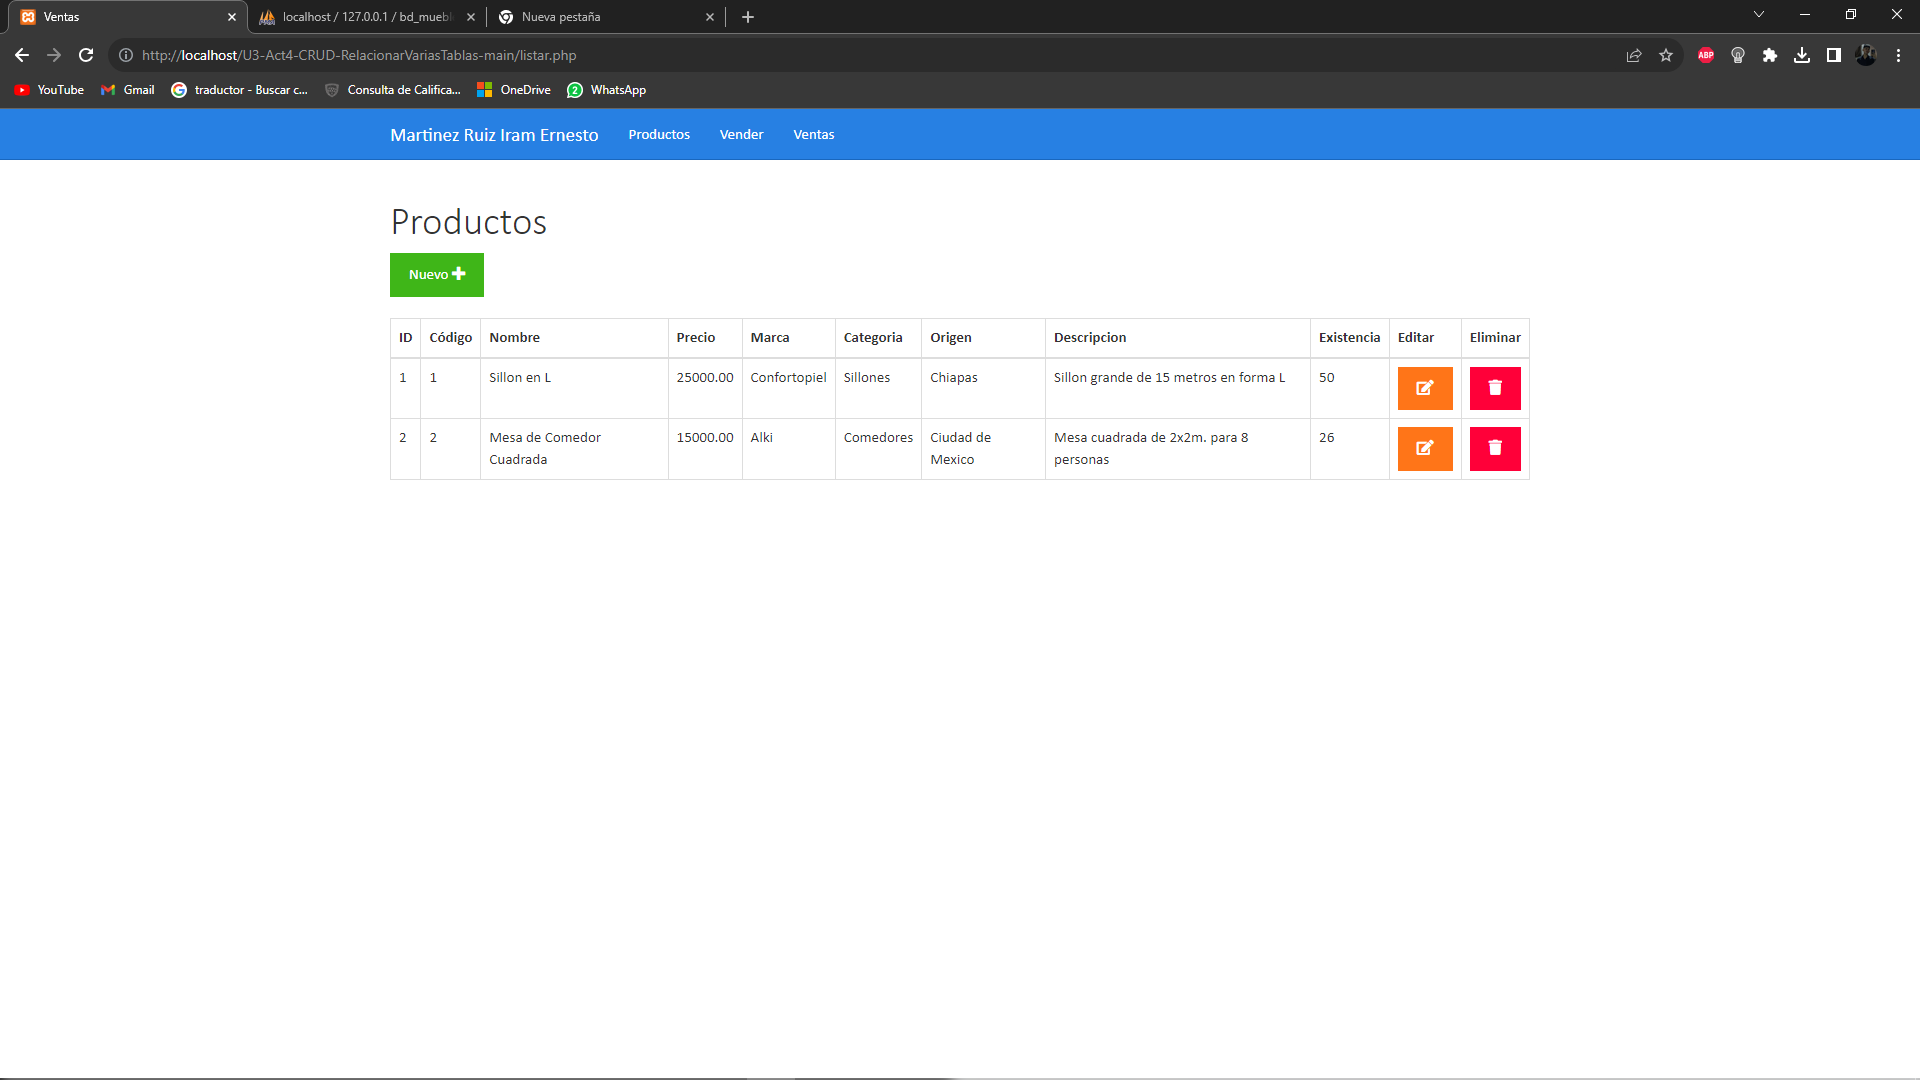 Ventas
localhost / 127.0.0.1 / bd_muebl
Nueva pestaña
http://localhost/U3-Act4-CRUD-RelacionarVariasTablas-main/listar.php
ABP
YouTube
Gmail
traductor - Buscar c...
Consulta de Califica...
OneDrive
2
WhatsApp
Martinez Ruiz Iram Ernesto
Productos
Vender
Ventas
Productos
Nuevo
ID Código Nombre Precio Marca Categoria Origen Descripcion Existencia Editar Eliminar
1 1 Sillon en L 25000.00 Confortopiel Sillones Chiapas Sillon grande de 15 metros en forma L 50
2 2 Mesa de Comedor 15000.00 Alki Comedores Ciudad de Mesa cuadrada de 2x2m. para 8 26
Cuadrada Mexico personas